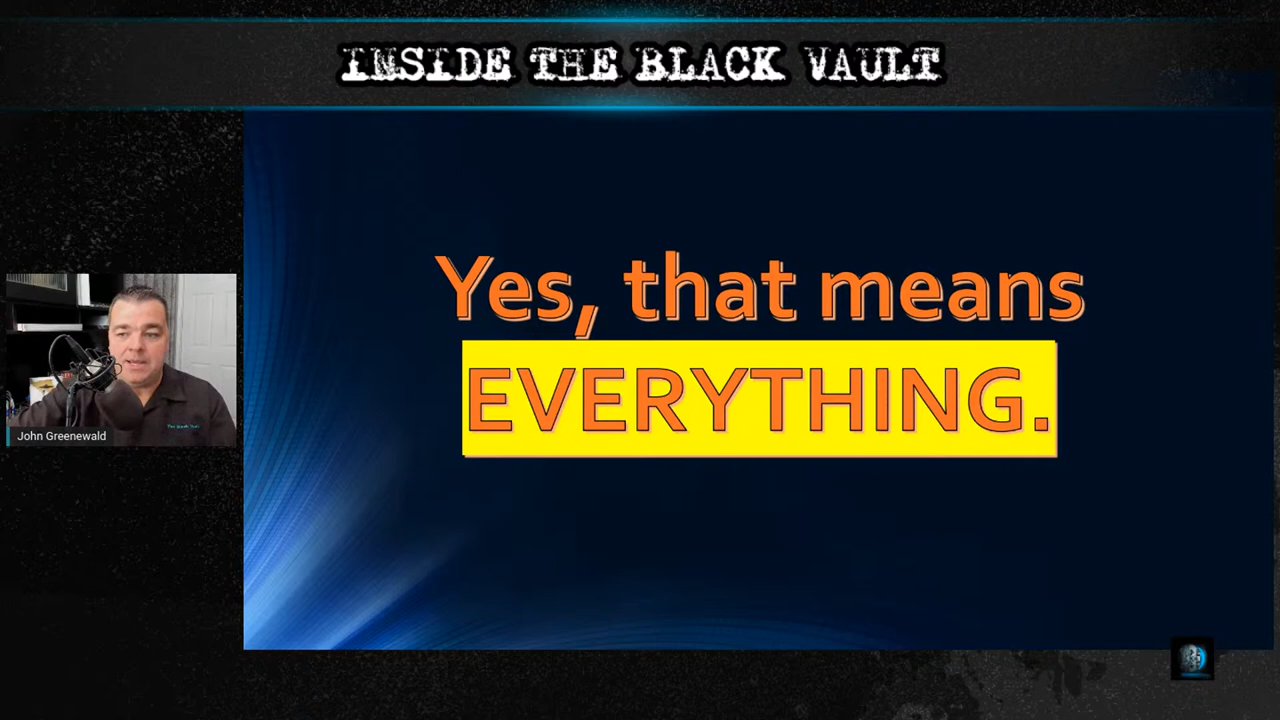 INSIDE THE BLACK VAULT
Yes, that means
EVERYTHING.
John Greenewald